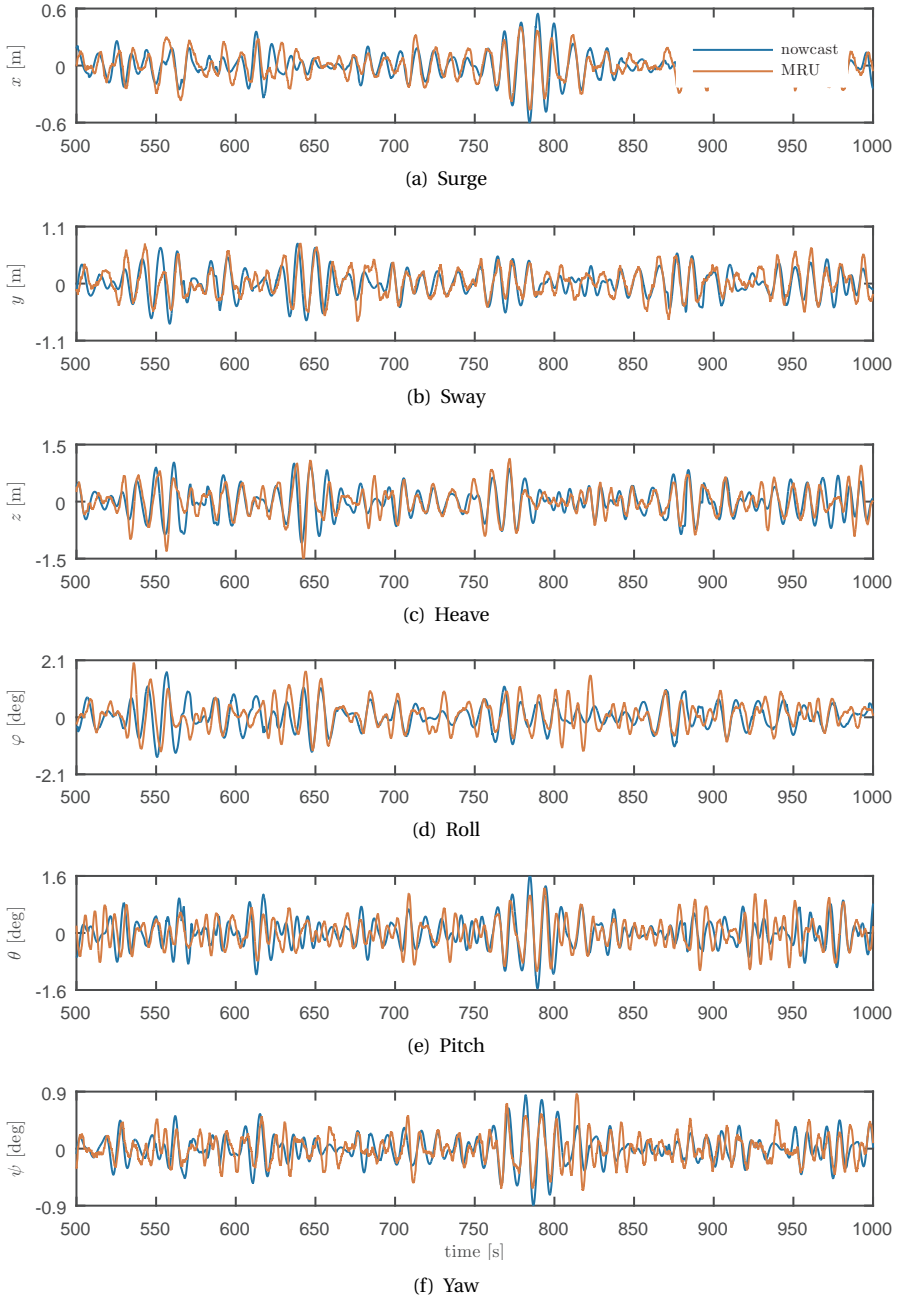 0.6
x [m]
0
-0.6
nowcast
MRU
500 550 600 650 700 750 800 850 900 950 1000
(a) Surge
1.1
y [m]
0
-1.1
500 550 600 650 700 750 800 850 900 950 1000
(b) Sway
1.5
z [m]
0
-1.5
500 550 600 650 700 750 800 850 900 950 1000
(c) Heave
2.1
φ [deg]
0
-2.1
500 550 600 650 700 750 800 850 900 950 1000
(d) Roll
1.6
θ [deg]
0
-1.6
500 550 600 650 700 750 800 850 900 950 1000
(e) Pitch
0.9
ψ [deg]
0
-0.9
500 550 600 650 700 750 800 850 900 950 1000
time [s]
(f) Yaw